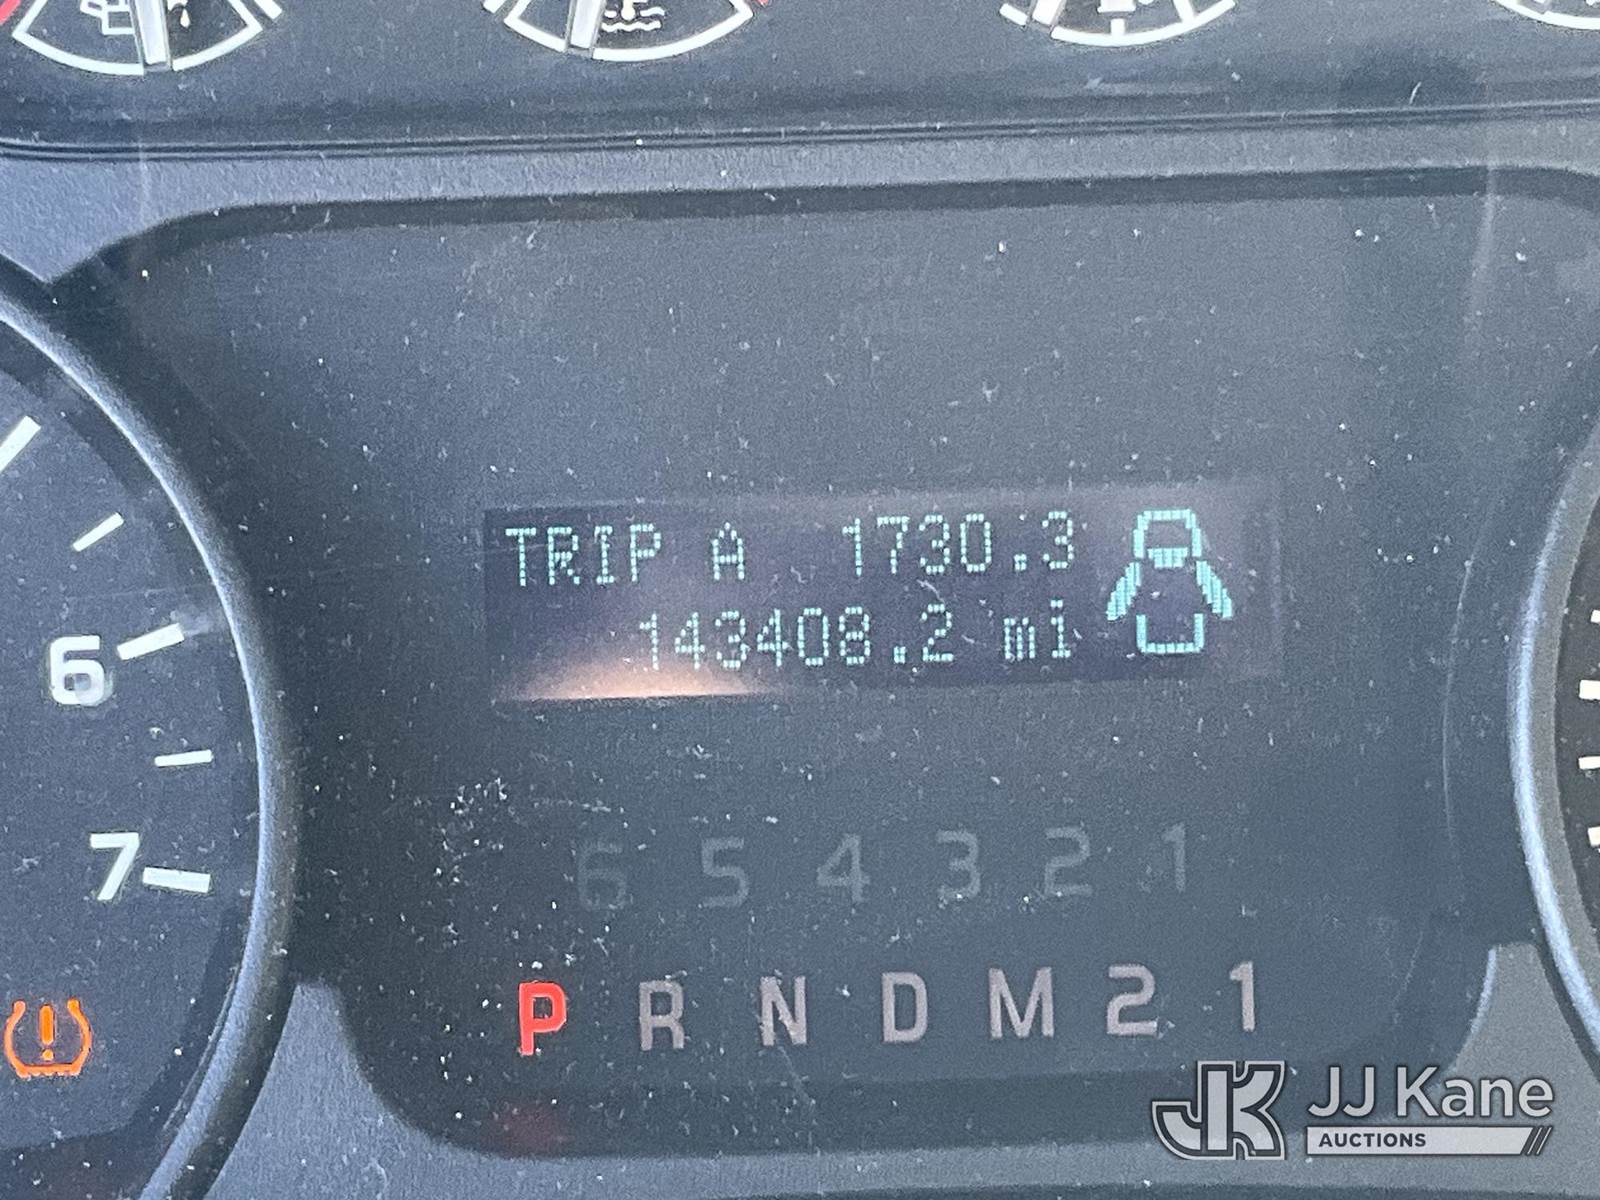 TRIP A 1730.3
143408.2 mi
6
7
6 5 4 3 2 1
P R N D M 2 1
JK JJ Kane
AUCTIONS